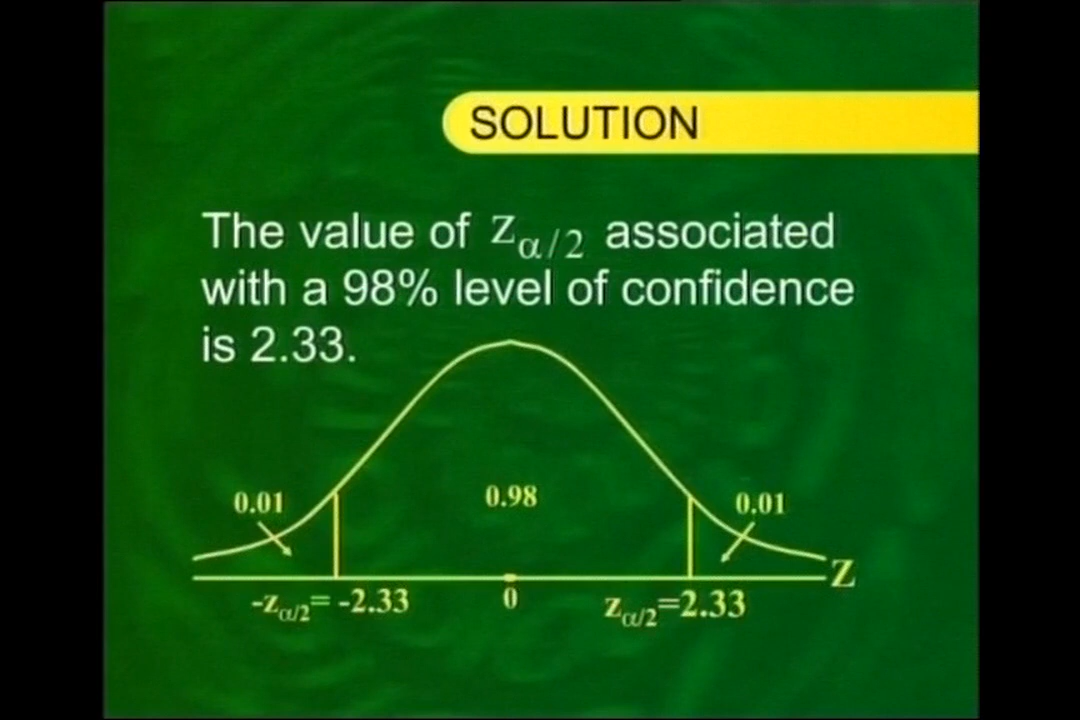 SOLUTION
The value of z_{α/2} associated
with a 98% level of confidence
is 2.33.
0.01 0.98 0.01
Z
-z_{α/2}= -2.33 0 z_{α/2}=2.33